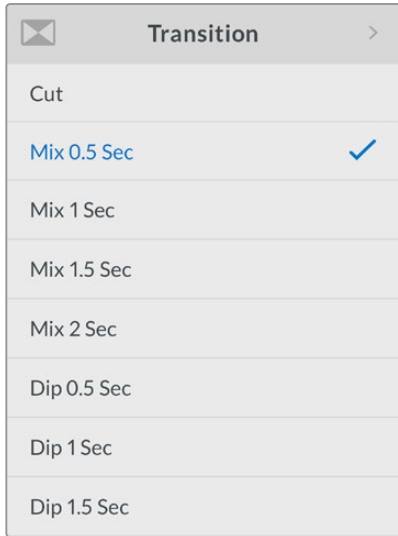 Transition
Cut
Mix 0.5 Sec
Mix 1 Sec
Mix 1.5 Sec
Mix 2 Sec
Dip 0.5 Sec
Dip 1 Sec
Dip 1.5 Sec